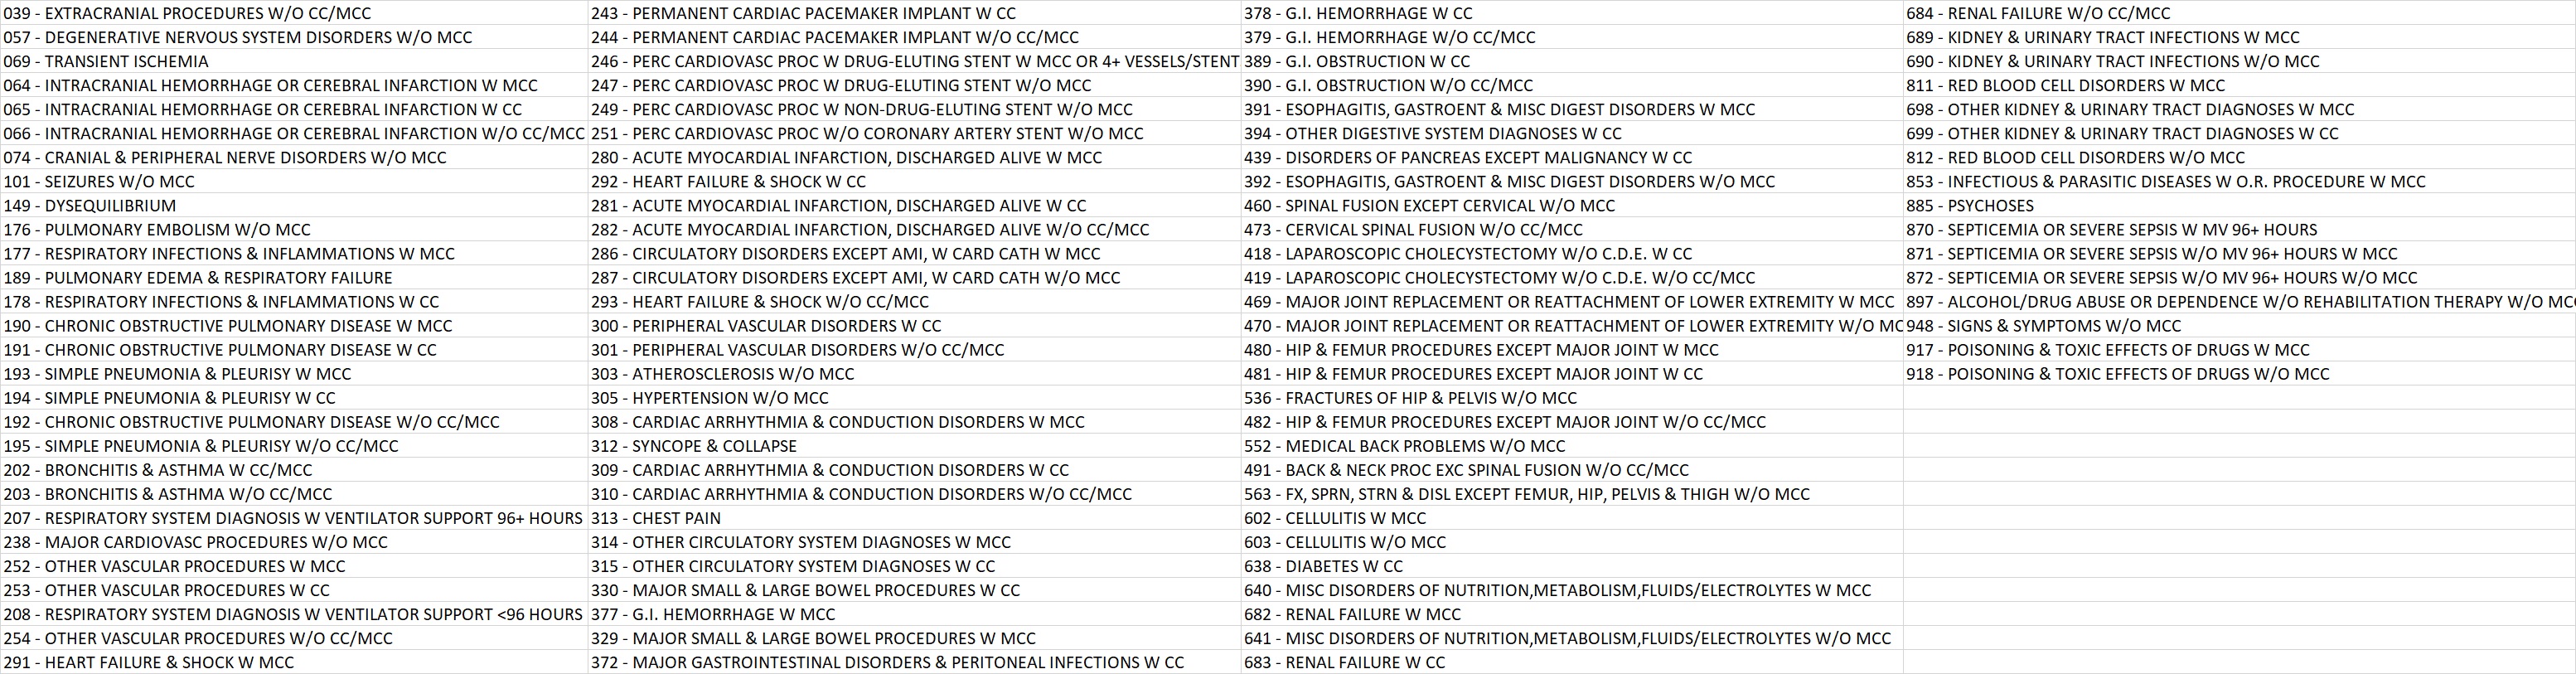 039 - EXTRACRANIAL PROCEDURES W/O CC/MCC
057 - DEGENERATIVE NERVOUS SYSTEM DISORDERS W/O MCC
069 - TRANSIENT ISCHEMIA
064 - INTRACRANIAL HEMORRHAGE OR CEREBRAL INFARCTION W MCC
065 - INTRACRANIAL HEMORRHAGE OR CEREBRAL INFARCTION W CC
066 - INTRACRANIAL HEMORRHAGE OR CEREBRAL INFARCTION W/O CC/MCC
074 - CRANIAL & PERIPHERAL NERVE DISORDERS W/O MCC
101 - SEIZURES W/O MCC
149 - DYSEQUILIBRIUM
176 - PULMONARY EMBOLISM W/O MCC
177 - RESPIRATORY INFECTIONS & INFLAMMATIONS W MCC
189 - PULMONARY EDEMA & RESPIRATORY FAILURE
178 - RESPIRATORY INFECTIONS & INFLAMMATIONS W CC
190 - CHRONIC OBSTRUCTIVE PULMONARY DISEASE W MCC
191 - CHRONIC OBSTRUCTIVE PULMONARY DISEASE W CC
193 - SIMPLE PNEUMONIA & PLEURISY W MCC
194 - SIMPLE PNEUMONIA & PLEURISY W CC
192 - CHRONIC OBSTRUCTIVE PULMONARY DISEASE W/O CC/MCC
195 - SIMPLE PNEUMONIA & PLEURISY W/O CC/MCC
202 - BRONCHITIS & ASTHMA W CC/MCC
203 - BRONCHITIS & ASTHMA W/O CC/MCC
207 - RESPIRATORY SYSTEM DIAGNOSIS W VENTILATOR SUPPORT 96+ HOURS
238 - MAJOR CARDIOVASC PROCEDURES W/O MCC
252 - OTHER VASCULAR PROCEDURES W MCC
253 - OTHER VASCULAR PROCEDURES W CC
208 - RESPIRATORY SYSTEM DIAGNOSIS W VENTILATOR SUPPORT <96 HOURS
254 - OTHER VASCULAR PROCEDURES W/O CC/MCC
291 - HEART FAILURE & SHOCK W MCC
243 - PERMANENT CARDIAC PACEMAKER IMPLANT W CC
244 - PERMANENT CARDIAC PACEMAKER IMPLANT W/O CC/MCC
246 - PERC CARDIOVASC PROC W DRUG-ELUTING STENT W MCC OR 4+ VESSELS/STENT
247 - PERC CARDIOVASC PROC W DRUG-ELUTING STENT W/O MCC
249 - PERC CARDIOVASC PROC W NON-DRUG-ELUTING STENT W/O MCC
251 - PERC CARDIOVASC PROC W/O CORONARY ARTERY STENT W/O MCC
280 - ACUTE MYOCARDIAL INFARCTION, DISCHARGED ALIVE W MCC
292 - HEART FAILURE & SHOCK W CC
281 - ACUTE MYOCARDIAL INFARCTION, DISCHARGED ALIVE W CC
282 - ACUTE MYOCARDIAL INFARCTION, DISCHARGED ALIVE W/O CC/MCC
286 - CIRCULATORY DISORDERS EXCEPT AMI, W CARD CATH W MCC
287 - CIRCULATORY DISORDERS EXCEPT AMI, W CARD CATH W/O MCC
293 - HEART FAILURE & SHOCK W/O CC/MCC
300 - PERIPHERAL VASCULAR DISORDERS W CC
301 - PERIPHERAL VASCULAR DISORDERS W/O CC/MCC
303 - ATHEROSCLEROSIS W/O MCC
305 - HYPERTENSION W/O MCC
308 - CARDIAC ARRHYTHMIA & CONDUCTION DISORDERS W MCC
312 - SYNCOPE & COLLAPSE
309 - CARDIAC ARRHYTHMIA & CONDUCTION DISORDERS W CC
310 - CARDIAC ARRHYTHMIA & CONDUCTION DISORDERS W/O CC/MCC
313 - CHEST PAIN
314 - OTHER CIRCULATORY SYSTEM DIAGNOSES W MCC
315 - OTHER CIRCULATORY SYSTEM DIAGNOSES W CC
330 - MAJOR SMALL & LARGE BOWEL PROCEDURES W CC
377 - G.I. HEMORRHAGE W MCC
329 - MAJOR SMALL & LARGE BOWEL PROCEDURES W MCC
372 - MAJOR GASTROINTESTINAL DISORDERS & PERITONEAL INFECTIONS W CC
378 - G.I. HEMORRHAGE W CC
379 - G.I. HEMORRHAGE W/O CC/MCC
389 - G.I. OBSTRUCTION W CC
390 - G.I. OBSTRUCTION W/O CC/MCC
391 - ESOPHAGITIS, GASTROENT & MISC DIGEST DISORDERS W MCC
394 - OTHER DIGESTIVE SYSTEM DIAGNOSES W CC
439 - DISORDERS OF PANCREAS EXCEPT MALIGNANCY W CC
392 - ESOPHAGITIS, GASTROENT & MISC DIGEST DISORDERS W/O MCC
460 - SPINAL FUSION EXCEPT CERVICAL W/O MCC
473 - CERVICAL SPINAL FUSION W/O CC/MCC
418 - LAPAROSCOPIC CHOLECYSTECTOMY W/O C.D.E. W CC
419 - LAPAROSCOPIC CHOLECYSTECTOMY W/O C.D.E. W/O CC/MCC
469 - MAJOR JOINT REPLACEMENT OR REATTACHMENT OF LOWER EXTREMITY W MCC
470 - MAJOR JOINT REPLACEMENT OR REATTACHMENT OF LOWER EXTREMITY W/O MC
480 - HIP & FEMUR PROCEDURES EXCEPT MAJOR JOINT W MCC
481 - HIP & FEMUR PROCEDURES EXCEPT MAJOR JOINT W CC
536 - FRACTURES OF HIP & PELVIS W/O MCC
482 - HIP & FEMUR PROCEDURES EXCEPT MAJOR JOINT W/O CC/MCC
552 - MEDICAL BACK PROBLEMS W/O MCC
491 - BACK & NECK PROC EXC SPINAL FUSION W/O CC/MCC
563 - FX, SPRN, STRN & DISL EXCEPT FEMUR, HIP, PELVIS & THIGH W/O MCC
602 - CELLULITIS W MCC
603 - CELLULITIS W/O MCC
638 - DIABETES W CC
640 - MISC DISORDERS OF NUTRITION,METABOLISM,FLUIDS/ELECTROLYTES W MCC
682 - RENAL FAILURE W MCC
641 - MISC DISORDERS OF NUTRITION,METABOLISM,FLUIDS/ELECTROLYTES W/O MCC
683 - RENAL FAILURE W CC
684 - RENAL FAILURE W/O CC/MCC
689 - KIDNEY & URINARY TRACT INFECTIONS W MCC
690 - KIDNEY & URINARY TRACT INFECTIONS W/O MCC
811 - RED BLOOD CELL DISORDERS W MCC
698 - OTHER KIDNEY & URINARY TRACT DIAGNOSES W MCC
699 - OTHER KIDNEY & URINARY TRACT DIAGNOSES W CC
812 - RED BLOOD CELL DISORDERS W/O MCC
853 - INFECTIOUS & PARASITIC DISEASES W O.R. PROCEDURE W MCC
885 - PSYCHOSES
870 - SEPTICEMIA OR SEVERE SEPSIS W MV 96+ HOURS
871 - SEPTICEMIA OR SEVERE SEPSIS W/O MV 96+ HOURS W MCC
872 - SEPTICEMIA OR SEVERE SEPSIS W/O MV 96+ HOURS W/O MCC
897 - ALCOHOL/DRUG ABUSE OR DEPENDENCE W/O REHABILITATION THERAPY W/O MC
948 - SIGNS & SYMPTOMS W/O MCC
917 - POISONING & TOXIC EFFECTS OF DRUGS W MCC
918 - POISONING & TOXIC EFFECTS OF DRUGS W/O MCC